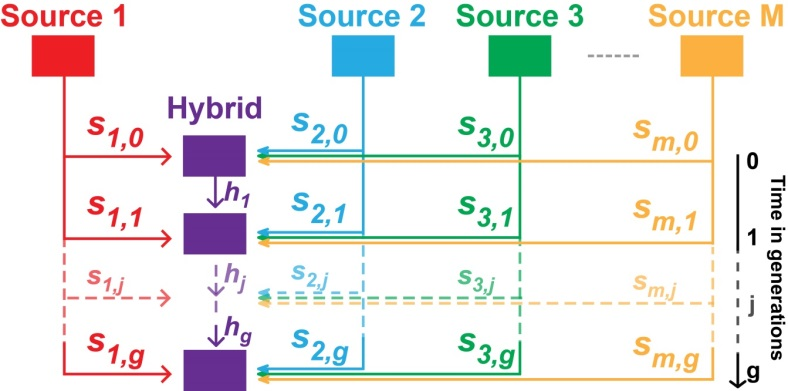 Source 1 Source 2 Source 3 Source M
Hybrid
s1,0 s2,0 s3,0 sm,0 0
h1
s1,1 s2,1 s3,1 sm,1 1
s1,j hj s2,j s3,j sm,j j
hg
s1,g s2,g s3,g sm,g g
Time in generations